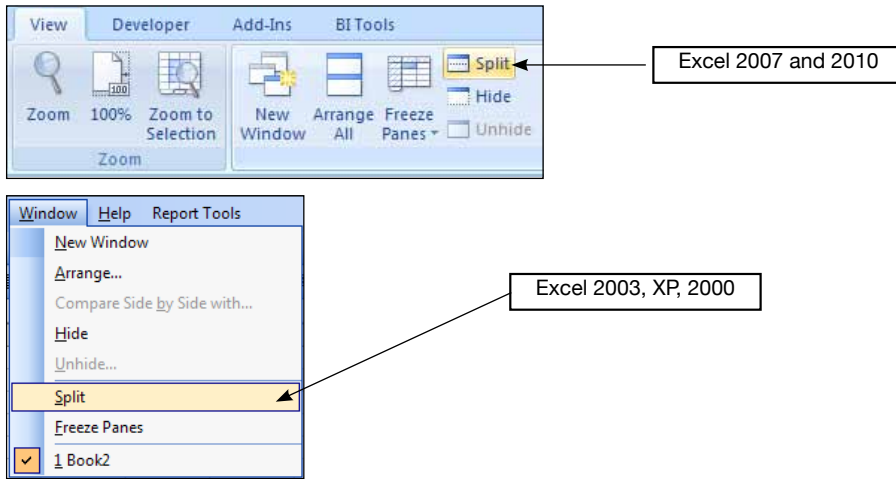 View Developer Add-Ins BI Tools
Split
Hide
Unhide
100
Zoom 100% Zoom to Selection
New Window Arrange All Freeze Panes
Zoom
Excel 2007 and 2010
Window Help Report Tools
New Window
Arrange...
Compare Side by Side with...
Hide
Unhide...
Split
Freeze Panes
1 Book2
Excel 2003, XP, 2000